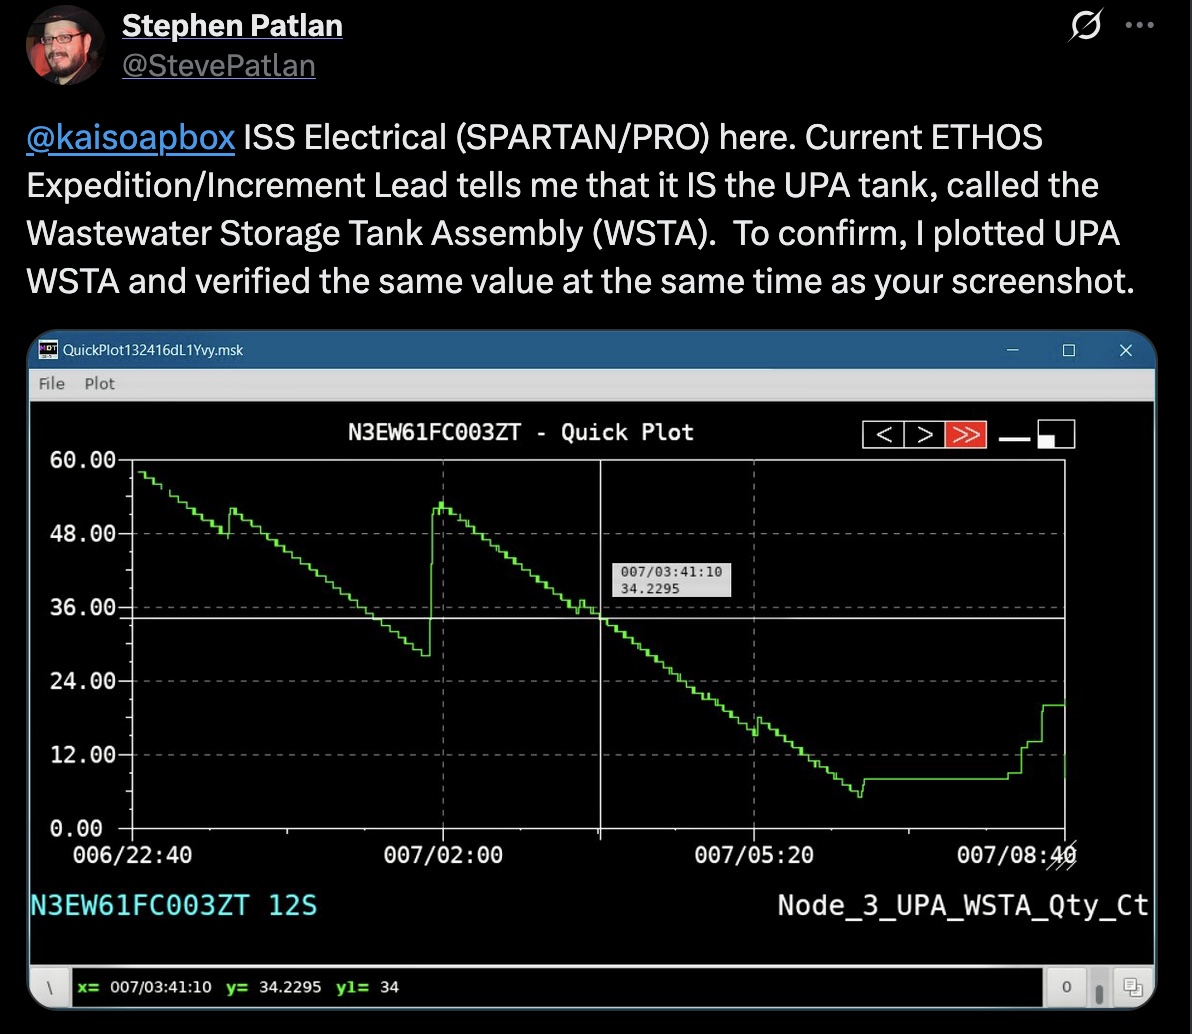 Stephen Patlan
@StevePatlan
@kaisoapbox ISS Electrical (SPARTAN/PRO) here. Current ETHOS
Expedition/Increment Lead tells me that it IS the UPA tank, called the
Wastewater Storage Tank Assembly (WSTA).  To confirm, I plotted UPA
WSTA and verified the same value at the same time as your screenshot.
QuickPlot132416dL1Yvy.msk
File Plot
N3EW61FC003ZT - Quick Plot
< > >>
60.00
48.00
007/03:41:10
34.2295
36.00
24.00
12.00
0.00
006/22:40 007/02:00 007/05:20 007/08:40
N3EW61FC003ZT 12S Node_3_UPA_WSTA_Qty_Ct
\ x= 007/03:41:10 y= 34.2295 y1= 34 0